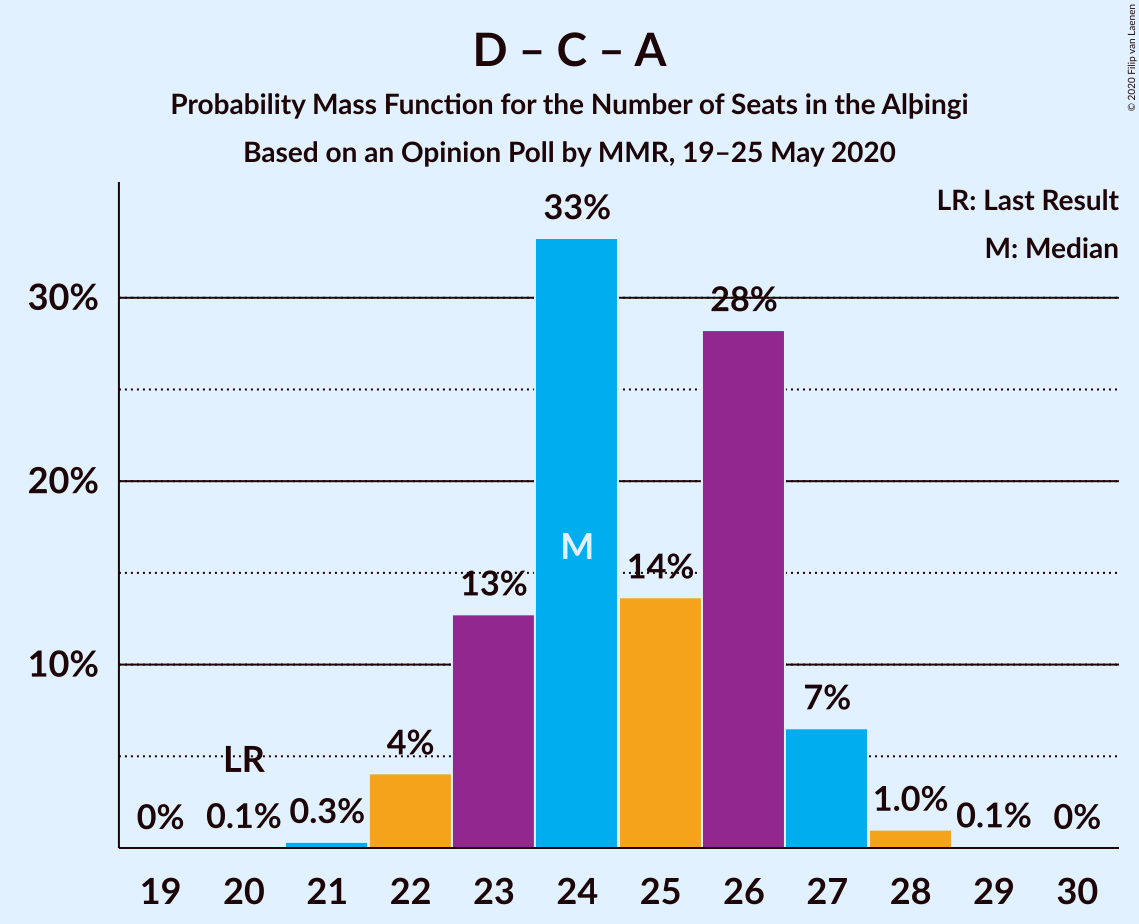 D – C – A
Probability Mass Function for the Number of Seats in the Alþingi
Based on an Opinion Poll by MMR, 19–25 May 2020
© 2020 Filip van Laenen
LR: Last Result
M: Median
33%
30%
28%
20%
M
14%
13%
10%
7%
4%
LR
1.0%
0.3%
0% 0.1% 0.1% 0%
19 20 21 22 23 24 25 26 27 28 29 30